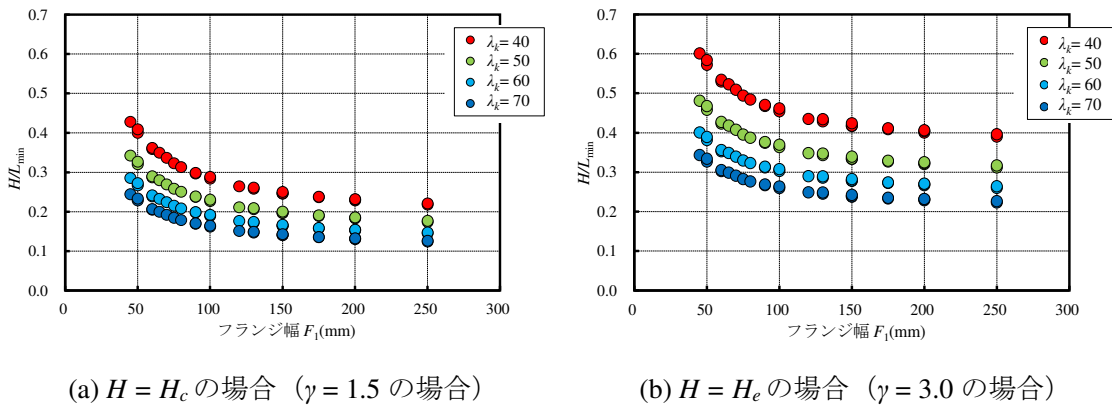 H/Lmin
0.7
0.6
0.5
0.4
0.3
0.2
0.1
0.0
0 50 100 150 200 250 300
フランジ幅 F1(mm)
λk= 40
λk= 50
λk= 60
λk= 70
(a) H = Hc の場合（γ = 1.5 の場合）
H/Lmin
0.7
0.6
0.5
0.4
0.3
0.2
0.1
0.0
0 50 100 150 200 250 300
フランジ幅 F1(mm)
λk= 40
λk= 50
λk= 60
λk= 70
(b) H = He の場合（γ = 3.0 の場合）